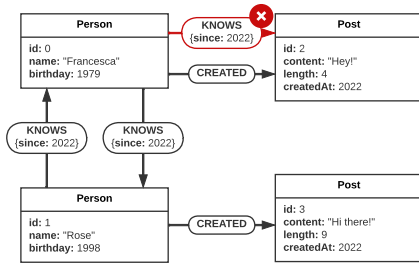 Person
id: 0
name: "Francesca"
birthday: 1979
KNOWS
{since: 2022}
CREATED
Post
id: 2
content: "Hey!"
length: 4
createdAt: 2022
KNOWS
{since: 2022}
KNOWS
{since: 2022}
Person
id: 1
name: "Rose"
birthday: 1998
CREATED
Post
id: 3
content: "Hi there!"
length: 9
createdAt: 2022